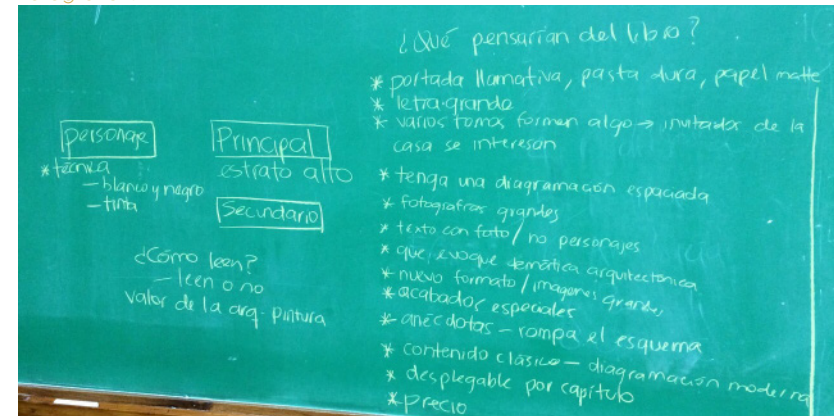 personaje
* técnica
– blanco y negro
– tinta
Principal
estrato alto
Secundario
¿Cómo leen?
– leen o no
valor de la arq. pintura
¿Qué pensarían del libro?
* portada llamativa, pasta dura, papel matte
* letra grande
* varios tomos formen algo → invitados de la
casa se interesan
* tenga una diagramación espaciada
* fotografías grandes
* texto con foto / no personajes
* que evoque temática arquitectónica
* nuevo formato / imágenes grandes
* acabados especiales
* anécdotas – rompa el esquema
* contenido clásico – diagramación moderna
* desplegable por capítulo
* precio